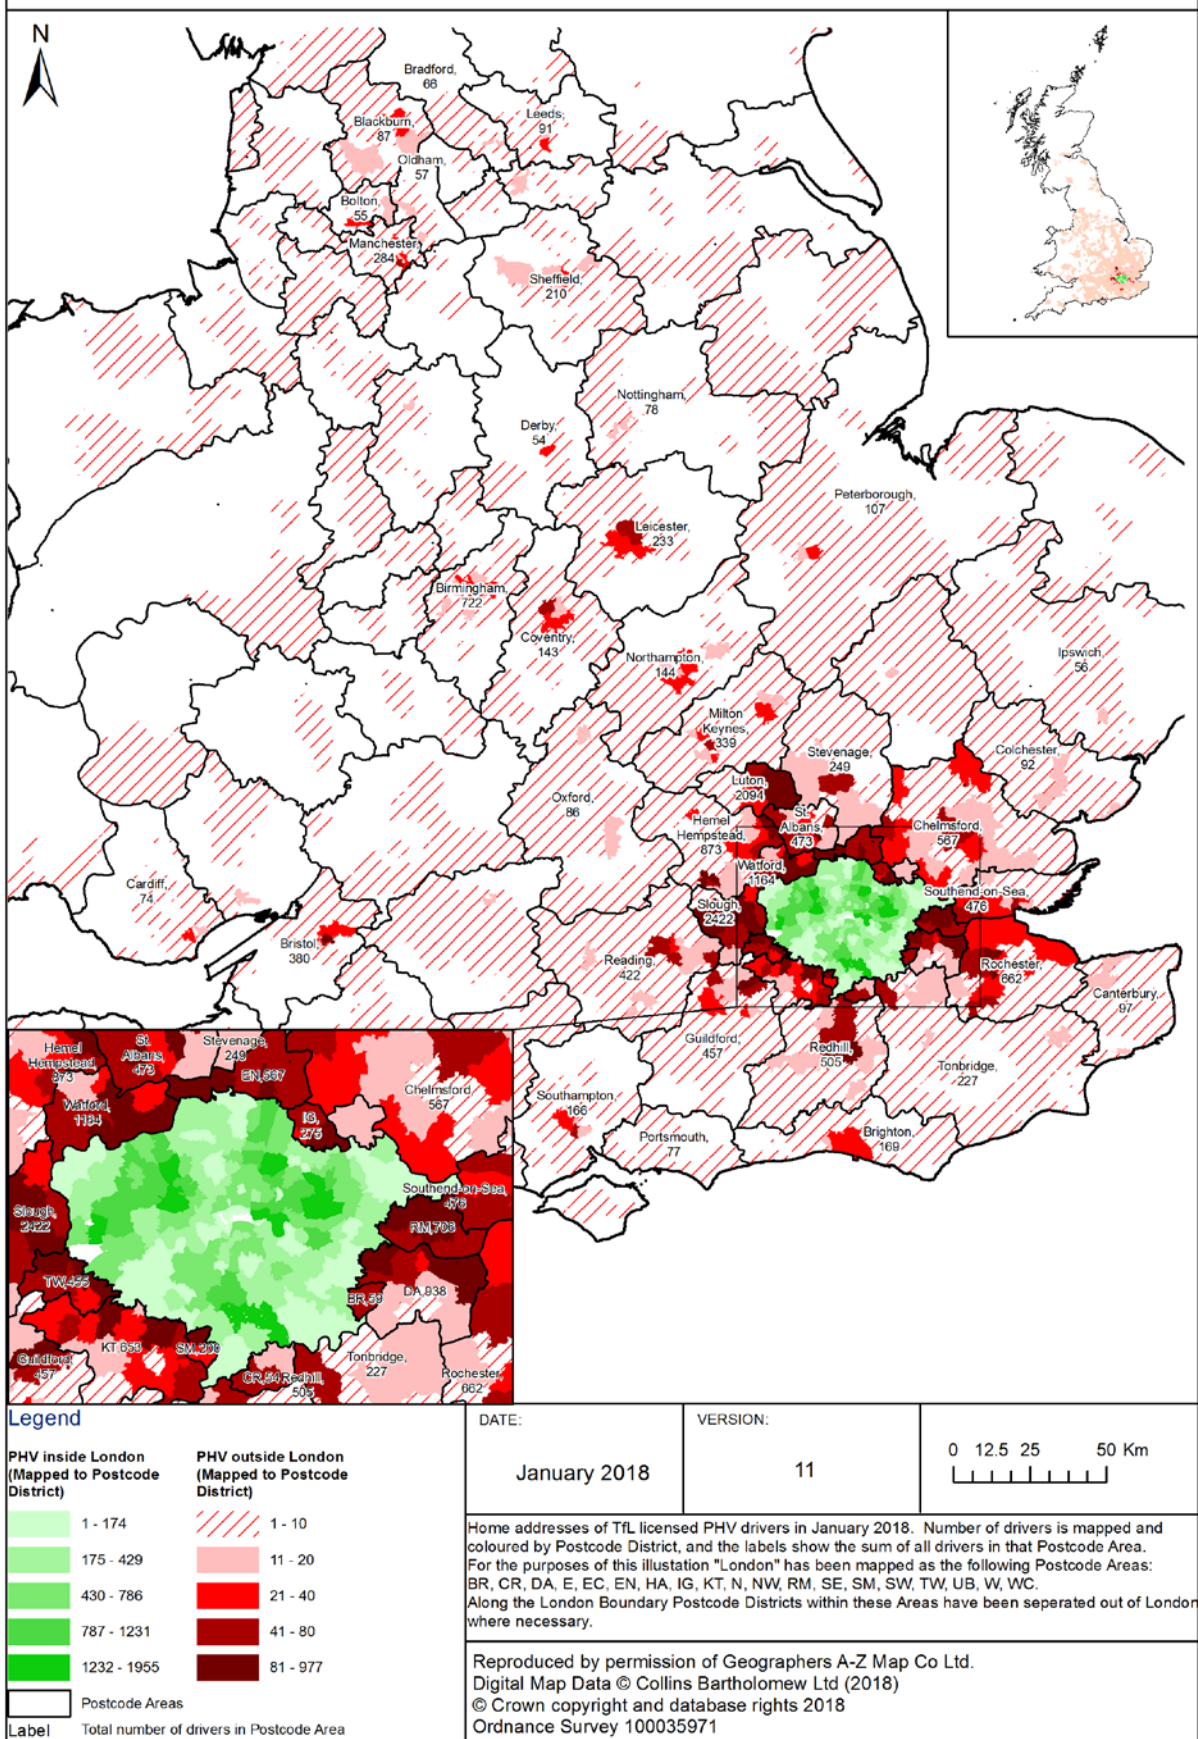 N
Bradford,
66
Blackburn,
87
Leeds,
91
Oldham,
57
Bolton,
55
Manchester,
284
Sheffield,
210
Nottingham,
78
Derby,
54
Peterborough,
107
Leicester,
233
Birmingham,
722
Coventry,
143
Northampton,
144
Ipswich,
56
Milton
Keynes,
339
Stevenage,
249
Colchester,
92
Luton,
2094
Oxford,
86
St.
Albans,
473
Hemel
Hempstead,
873
Chelmsford,
567
Watford,
1164
Cardiff,
74
Southend-on-Sea,
476
Slough,
2422
Bristol,
380
Reading,
422
Rochester,
662
Canterbury,
97
Guildford,
457
Redhill,
505
Tonbridge,
227
Southampton,
166
Portsmouth,
77
Brighton,
169
Hemel
Hempstead,
873
St.
Albans,
473
Stevenage,
249
EN,567
Watford,
1164
IG,
275
Chelmsford,
567
Southend-on-Sea,
476
Slough,
2422
RM,706
TW,455
BR,59
DA,938
KT,653
SM,200
Guildford,
457
Tonbridge,
227
CR,54
Redhill,
505
Rochester,
662
Legend
PHV inside London
(Mapped to Postcode
District)
1 - 174
175 - 429
430 - 786
787 - 1231
1232 - 1955
PHV outside London
(Mapped to Postcode
District)
1 - 10
11 - 20
21 - 40
41 - 80
81 - 977
Postcode Areas
Label Total number of drivers in Postcode Area
DATE:
January 2018
VERSION:
11
0 12.5 25 50 Km
Home addresses of TfL licensed PHV drivers in January 2018. Number of drivers is mapped and
coloured by Postcode District, and the labels show the sum of all drivers in that Postcode Area.
For the purposes of this illustration "London" has been mapped as the following Postcode Areas:
BR, CR, DA, E, EC, EN, HA, IG, KT, N, NW, RM, SE, SM, SW, TW, UB, W, WC.
Along the London Boundary Postcode Districts within these Areas have been seperated out of London
where necessary.
Reproduced by permission of Geographers A-Z Map Co Ltd.
Digital Map Data © Collins Bartholomew Ltd (2018)
© Crown copyright and database rights 2018
Ordnance Survey 100035971